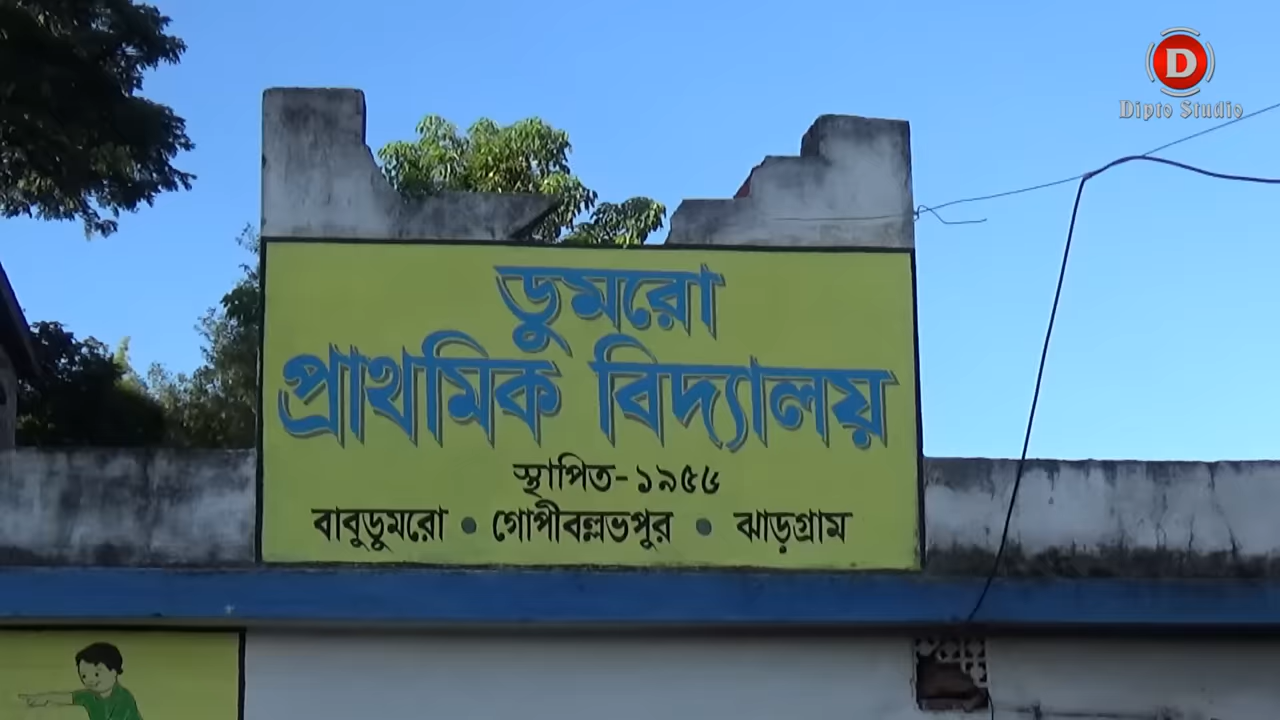 D
Dipto Studio
ডুমরো
প্রাথমিক বিদ্যালয়
স্থাপিত-১৯৫৬
বাবুডুমরো • গোপীবল্লভপুর • ঝাড়গ্রাম